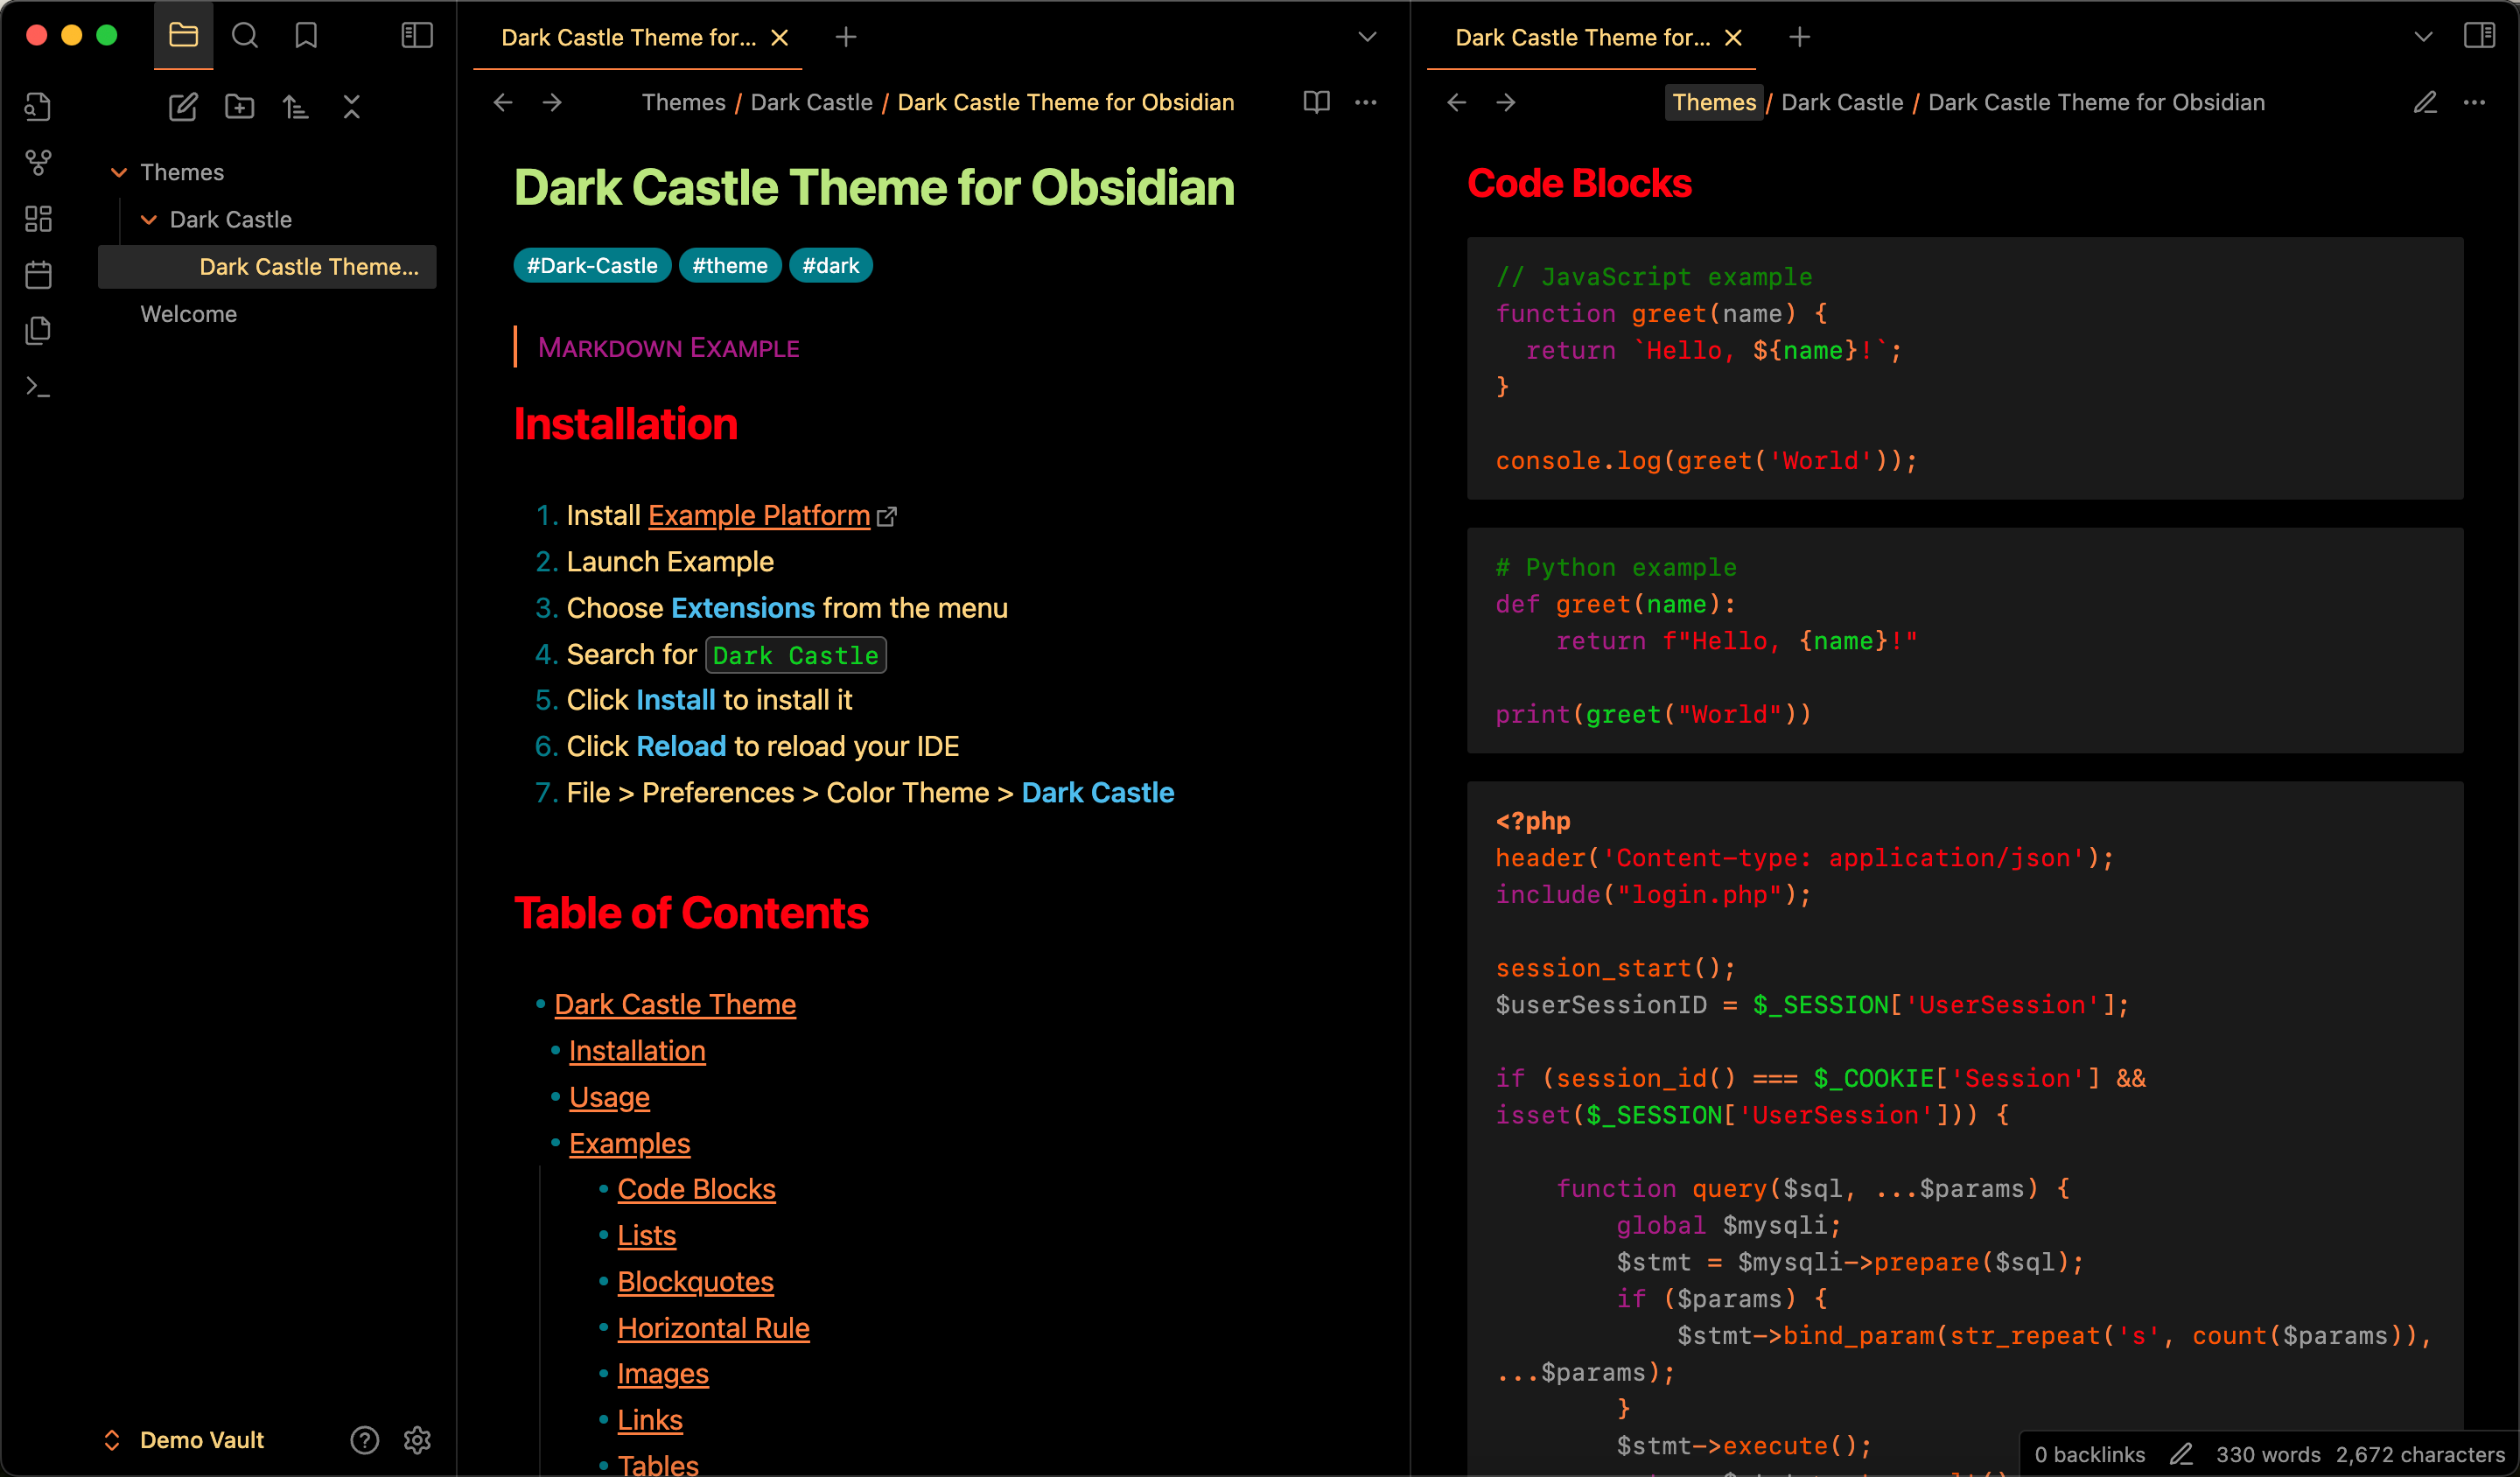 Themes
Dark Castle
Dark Castle Theme...
Welcome
Demo Vault
Dark Castle Theme for...
Themes / Dark Castle / Dark Castle Theme for Obsidian
Dark Castle Theme for Obsidian
#Dark-Castle #theme #dark
MARKDOWN EXAMPLE
Installation
1. Install Example Platform
2. Launch Example
3. Choose Extensions from the menu
4. Search for Dark Castle
5. Click Install to install it
6. Click Reload to reload your IDE
7. File > Preferences > Color Theme > Dark Castle
Table of Contents
• Dark Castle Theme
• Installation
• Usage
• Examples
• Code Blocks
• Lists
• Blockquotes
• Horizontal Rule
• Images
• Links
• Tables
Dark Castle Theme for...
Themes / Dark Castle / Dark Castle Theme for Obsidian
Code Blocks
// JavaScript example
function greet(name) {
  return `Hello, ${name}!`;
}
console.log(greet('World'));
# Python example
def greet(name):
    return f"Hello, {name}!"
print(greet("World"))
<?php
header('Content-type: application/json');
include("login.php");
session_start();
$userSessionID = $_SESSION['UserSession'];
if (session_id() === $_COOKIE['Session'] &&
isset($_SESSION['UserSession'])) {
    function query($sql, ...$params) {
        global $mysqli;
        $stmt = $mysqli->prepare($sql);
        if ($params) {
            $stmt->bind_param(str_repeat('s', count($params)),
...$params);
        }
        $stmt->execute();
0 backlinks 330 words 2,672 characters